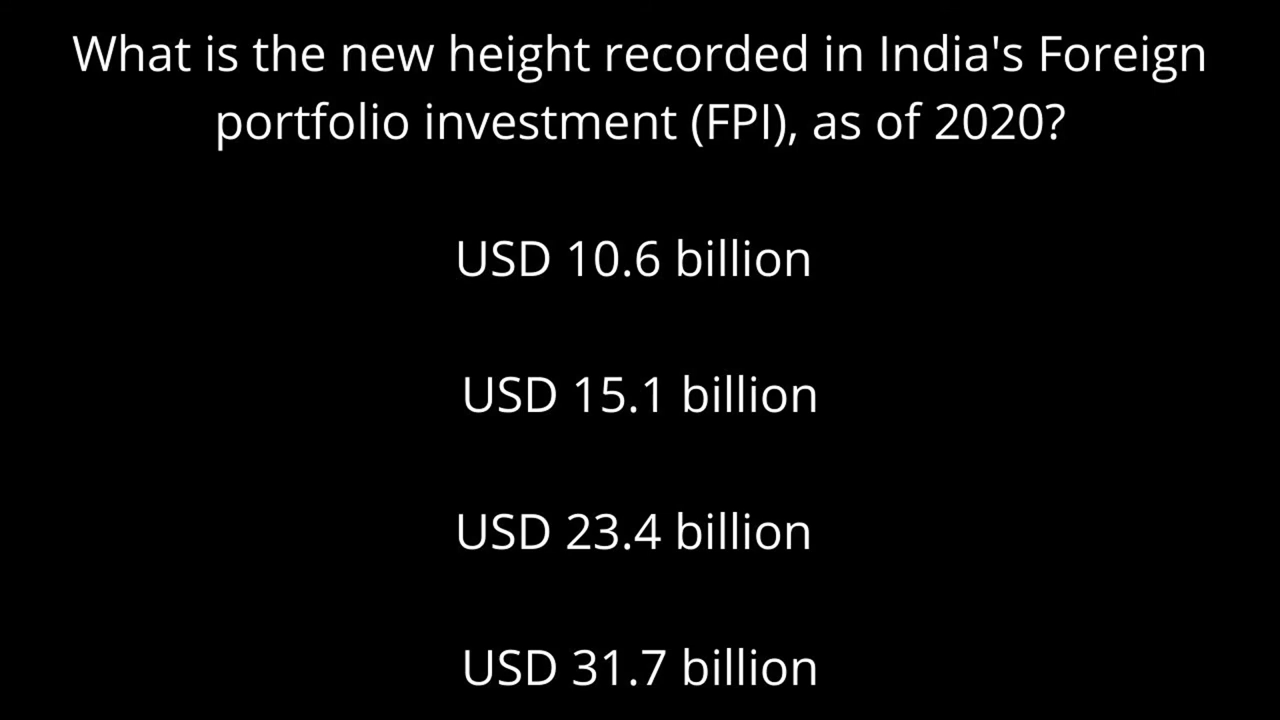 What is the new height recorded in India's Foreign
portfolio investment (FPI), as of 2020?
USD 10.6 billion
USD 15.1 billion
USD 23.4 billion
USD 31.7 billion